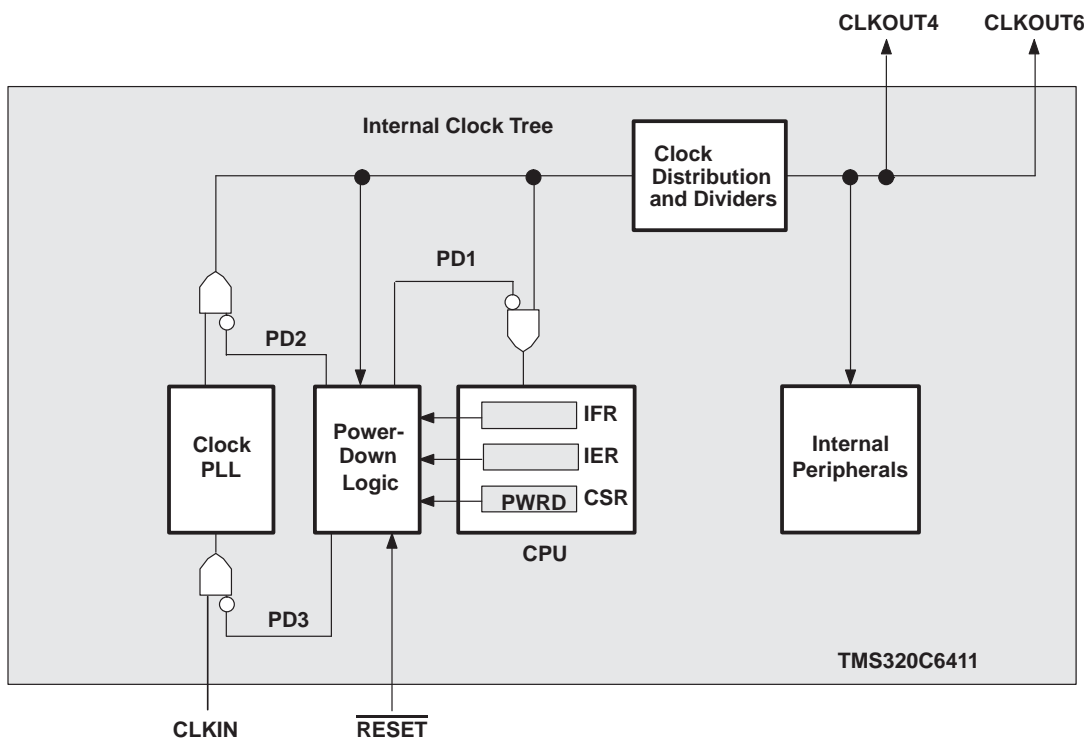 CLKOUT4 CLKOUT6
Internal Clock Tree
Clock
Distribution
and Dividers
PD1
PD2
Clock
PLL
Power-
Down
Logic
IFR
IER
PWRD CSR
CPU
Internal
Peripherals
PD3
TMS320C6411
CLKIN RESET